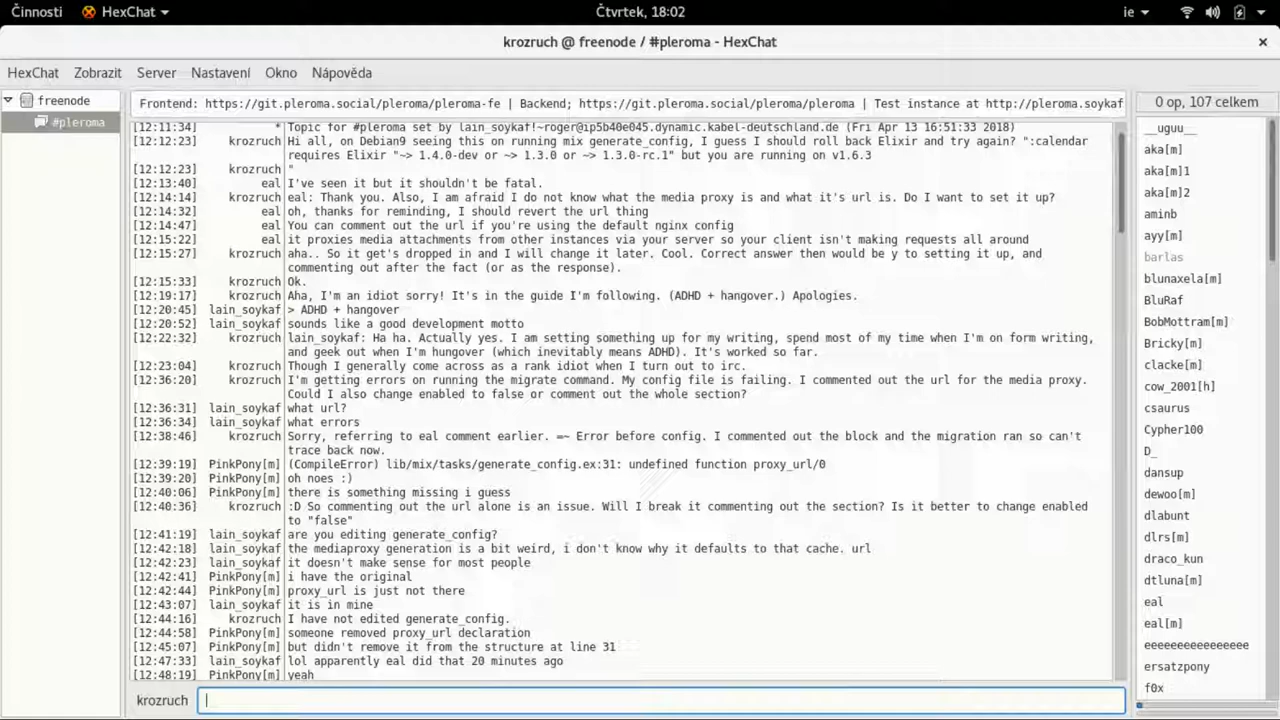 Činnosti HexChat Čtvrtek, 18:02 ie
krozruch @ freenode / #pleroma - HexChat ×
HexChat Zobrazit Server Nastavení Okno Nápověda
freenode
#pleroma
Frontend: https://git.pleroma.social/pleroma/pleroma-fe | Backend; https://git.pleroma.social/pleroma/pleroma | Test instance at http://pleroma.soykaf
[12:11:34] * Topic for #pleroma set by lain_soykaf!~roger@ip5b40e045.dynamic.kabel-deutschland.de (Fri Apr 13 16:51:33 2018)
[12:12:23] krozruch Hi all, on Debian9 seeing this on running mix generate_config, I guess I should roll back Elixir and try again? ":calendar
requires Elixir "~> 1.4.0-dev or ~> 1.3.0 or ~> 1.3.0-rc.1" but you are running on v1.6.3
[12:12:23] krozruch "
[12:13:40] eal I've seen it but it shouldn't be fatal.
[12:14:14] krozruch eal: Thank you. Also, I am afraid I do not know what the media proxy is and what it's url is. Do I want to set it up?
[12:14:32] eal oh, thanks for reminding, I should revert the url thing
[12:14:47] eal You can comment out the url if you're using the default nginx config
[12:15:22] eal it proxies media attachments from other instances via your server so your client isn't making requests all around
[12:15:27] krozruch aha.. So it get's dropped in and I will change it later. Cool. Correct answer then would be y to setting it up, and
commenting out after the fact (or as the response).
[12:15:33] krozruch Ok.
[12:19:17] krozruch Aha, I'm an idiot sorry! It's in the guide I'm following. (ADHD + hangover.) Apologies.
[12:20:45] lain_soykaf > ADHD + hangover
[12:20:52] lain_soykaf sounds like a good development motto
[12:22:32] krozruch lain_soykaf: Ha ha. Actually yes. I am setting something up for my writing, spend most of my time when I'm on form writing,
and geek out when I'm hungover (which inevitably means ADHD). It's worked so far.
[12:23:04] krozruch Though I generally come across as a rank idiot when I turn out to irc.
[12:36:20] krozruch I'm getting errors on running the migrate command. My config file is failing. I commented out the url for the media proxy.
Could I also change enabled to false or comment out the whole section?
[12:36:31] lain_soykaf what url?
[12:36:34] lain_soykaf what errors
[12:38:46] krozruch Sorry, referring to eal comment earlier. =~ Error before config. I commented out the block and the migration ran so can't
trace back now.
[12:39:19] PinkPony[m] (CompileError) lib/mix/tasks/generate_config.ex:31: undefined function proxy_url/0
[12:39:20] PinkPony[m] oh noes :)
[12:40:06] PinkPony[m] there is something missing i guess
[12:40:36] krozruch :D So commenting out the url alone is an issue. Will I break it commenting out the section? Is it better to change enabled
to "false"
[12:41:19] lain_soykaf are you editing generate_config?
[12:42:18] lain_soykaf the mediaproxy generation is a bit weird, i don't know why it defaults to that cache. url
[12:42:23] lain_soykaf it doesn't make sense for most people
[12:42:41] PinkPony[m] i have the original
[12:42:44] PinkPony[m] proxy_url is just not there
[12:43:07] lain_soykaf it is in mine
[12:44:16] krozruch I have not edited generate_config.
[12:44:58] PinkPony[m] someone removed proxy_url declaration
[12:45:07] PinkPony[m] but didn't remove it from the structure at line 31
[12:47:33] lain_soykaf lol apparently eal did that 20 minutes ago
[12:48:19] PinkPony[m] yeah
krozruch
0 op, 107 celkem
__uguu__
aka[m]
aka[m]1
aka[m]2
aminb
ayy[m]
barlas
blunaxela[m]
BluRaf
BobMottram[m]
Bricky[m]
clacke[m]
cow_2001[h]
csaurus
Cypher100
D_
dansup
dewoo[m]
dlabunt
dlrs[m]
draco_kun
dtluna[m]
eal
eal[m]
eeeeeeeeeeeeeeee
ersatzpony
f0x